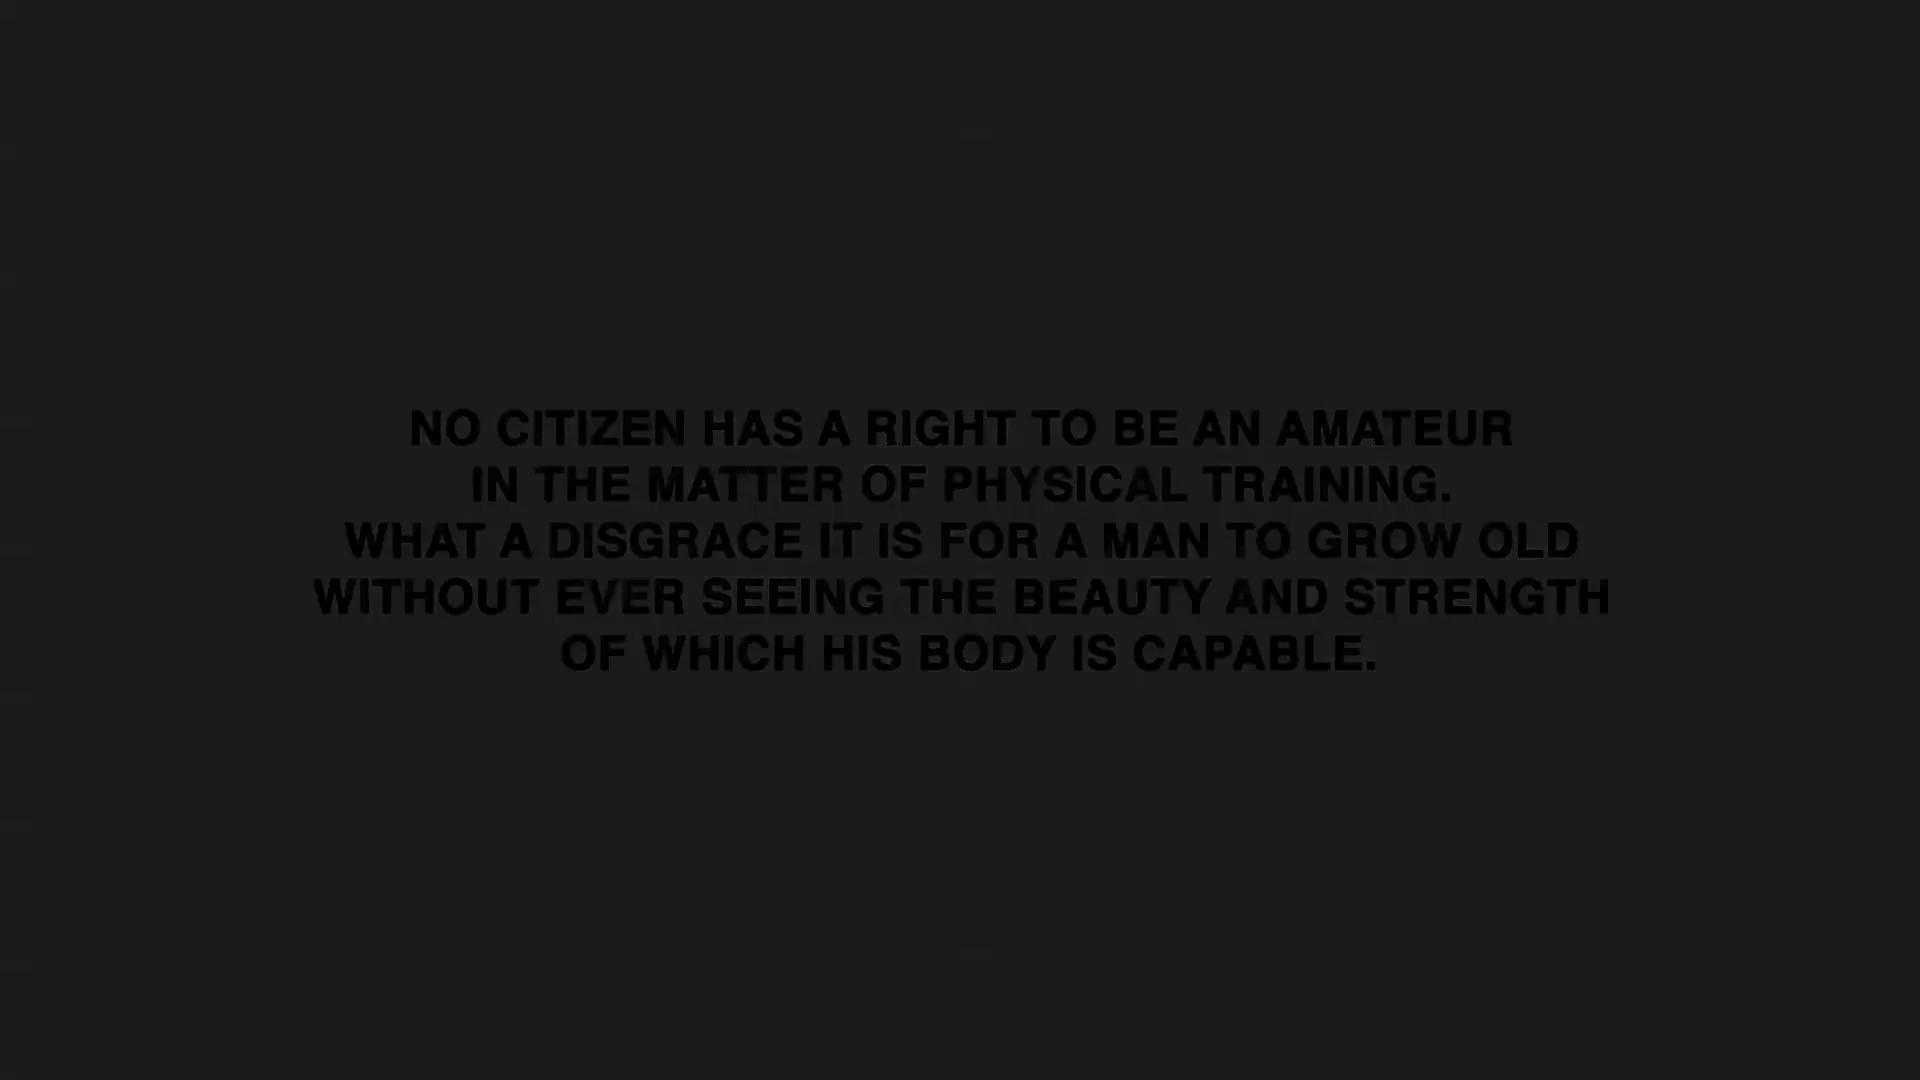 NO CITIZEN HAS A RIGHT TO BE AN AMATEUR
IN THE MATTER OF PHYSICAL TRAINING.
WHAT A DISGRACE IT IS FOR A MAN TO GROW OLD
WITHOUT EVER SEEING THE BEAUTY AND STRENGTH
OF WHICH HIS BODY IS CAPABLE.